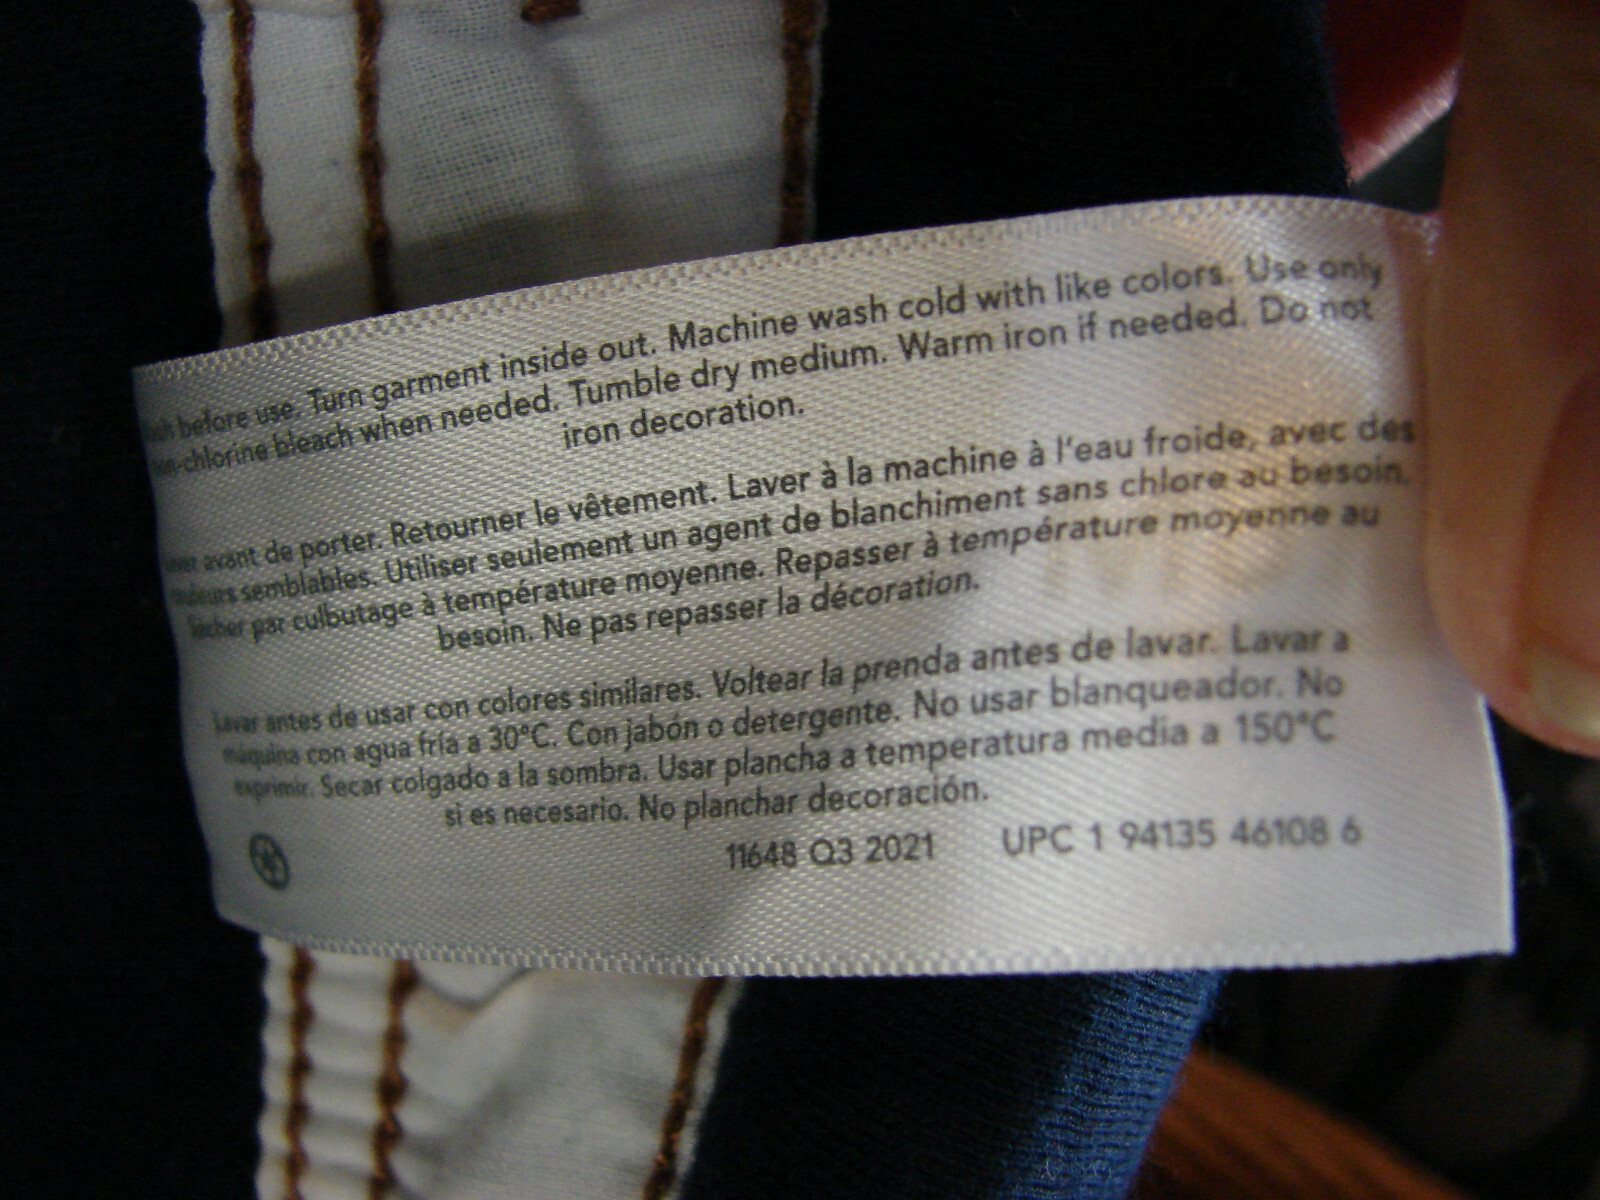 before use. Turn garment inside out. Machine wash cold with like colors. Use only
non-chlorine bleach when needed. Tumble dry medium. Warm iron if needed. Do not
iron decoration.
avant de porter. Retourner le vêtement. Laver à la machine à l'eau froide, avec des
semblables. Utiliser seulement un agent de blanchiment sans chlore au besoin.
Sécher par culbutage à température moyenne. Repasser à température moyenne au
besoin. Ne pas repasser la décoration.
Lavar antes de usar con colores similares. Voltear la prenda antes de lavar. Lavar a
máquina con agua fría a 30°C. Con jabón o detergente. No usar blanqueador. No
exprimir. Secar colgado a la sombra. Usar plancha a temperatura media a 150°C
si es necesario. No planchar decoración.
11648 Q3 2021 UPC 1 94135 46108 6